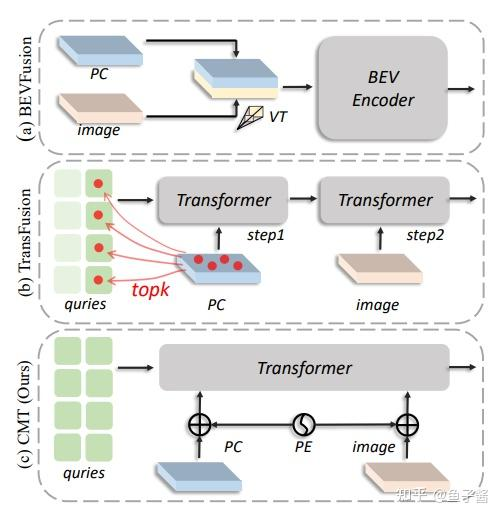 (a) BEVFusion
PC
image
VT
BEV
Encoder
(b) TransFusion
quries
topk
Transformer
step1
Transformer
step2
PC
image
(c) CMT (Ours)
quries
Transformer
PC
PE
image
知乎 @鱼子酱